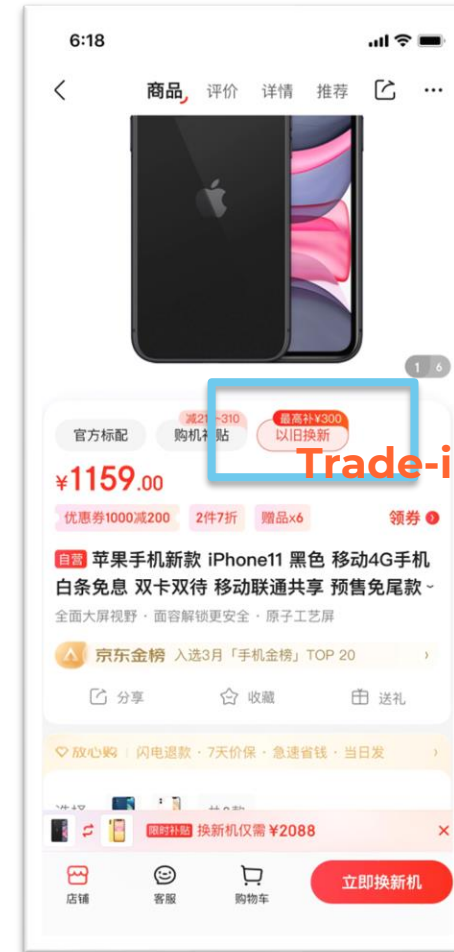 6:18
商品 评价 详情 推荐
1 6
减21 -310 最高补¥300
官方标配 购机 贴 以旧换新
Trade-i
¥1159.00
优惠券1000减200 2件7折 赠品x6 领券
自营 苹果手机新款 iPhone11 黑色 移动4G手机
白条免息 双卡双待 移动联通共享 预售免尾款
全面大屏视野 · 面容解锁更安全 · 原子工艺屏
京东金榜 入选3月「手机金榜」TOP 20
分享 收藏 送礼
放心购 闪电退款 · 7天价保 · 急速省钱 · 当日发
限时补贴 换新机仅需 ¥2088
店铺 客服 购物车 立即换新机